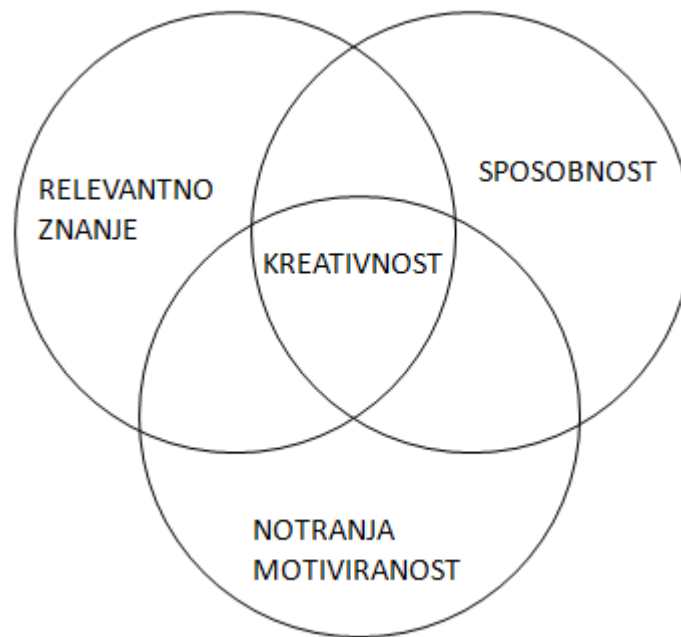 RELEVANTNO
ZNANJE
SPOSOBNOST
KREATIVNOST
NOTRANJA
MOTIVIRANOST